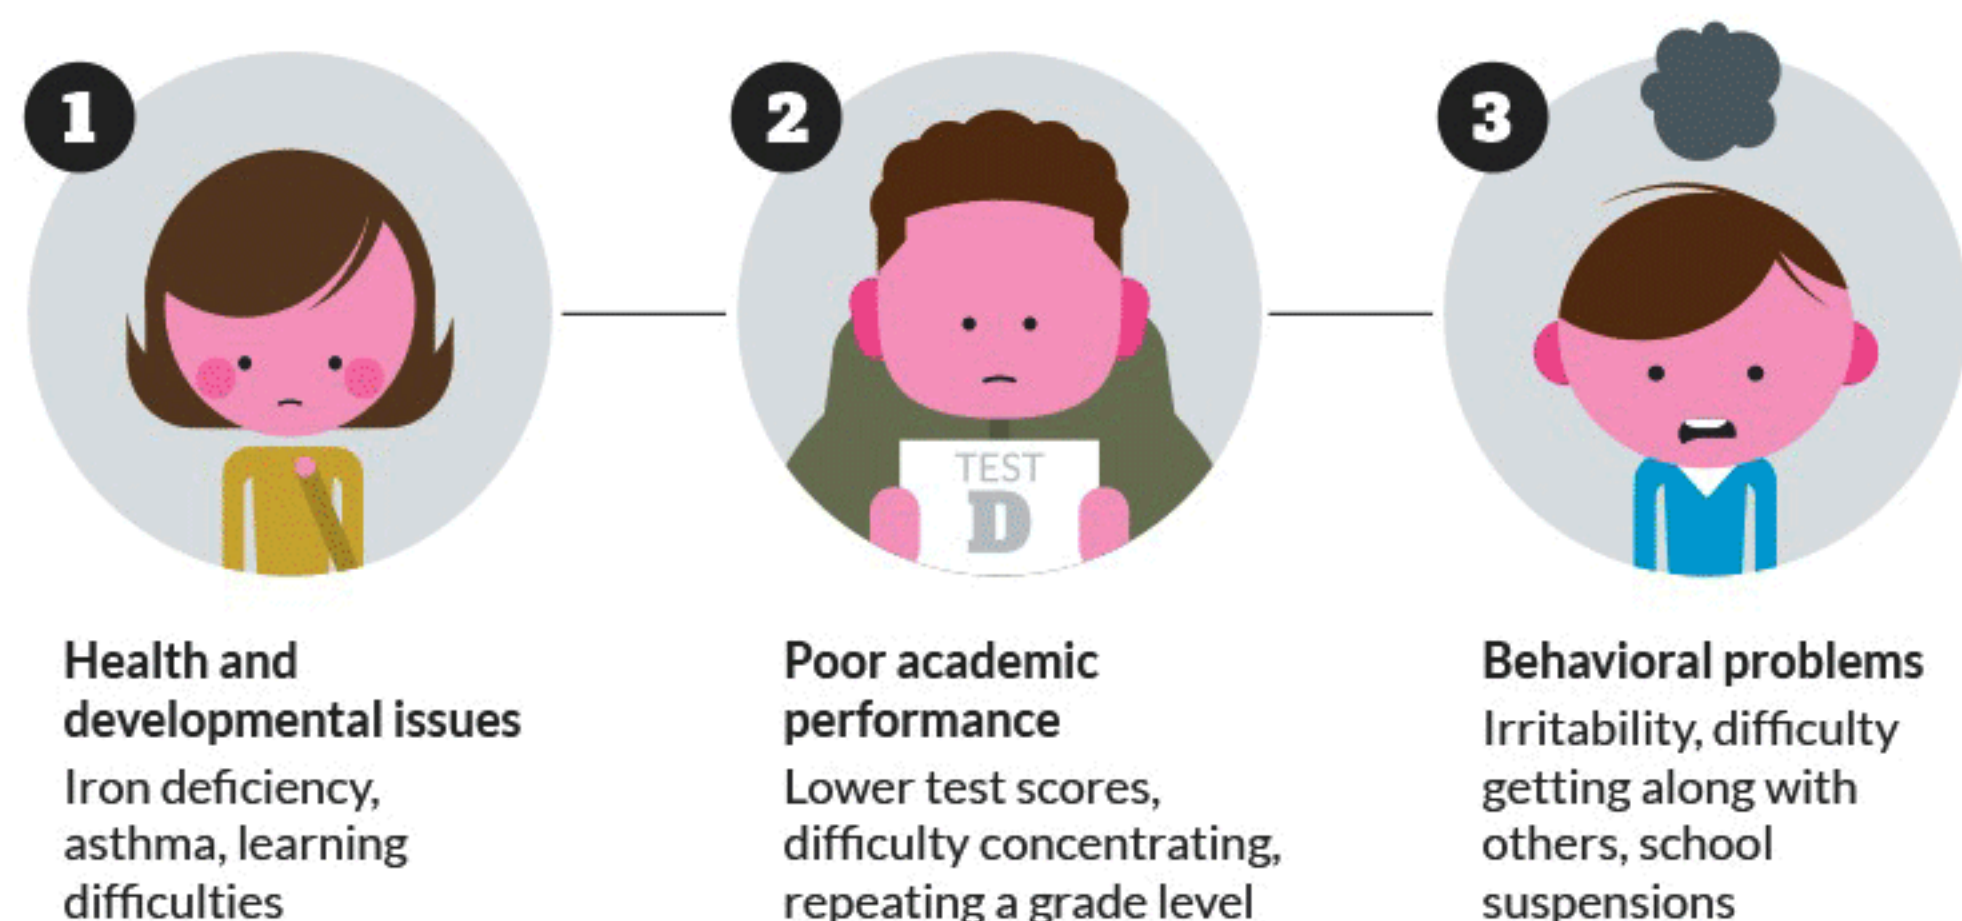 1
Health and
developmental issues
Iron deficiency,
asthma, learning
difficulties
2
TEST
D
Poor academic
performance
Lower test scores,
difficulty concentrating,
repeating a grade level
3
Behavioral problems
Irritability, difficulty
getting along with
others, school
suspensions